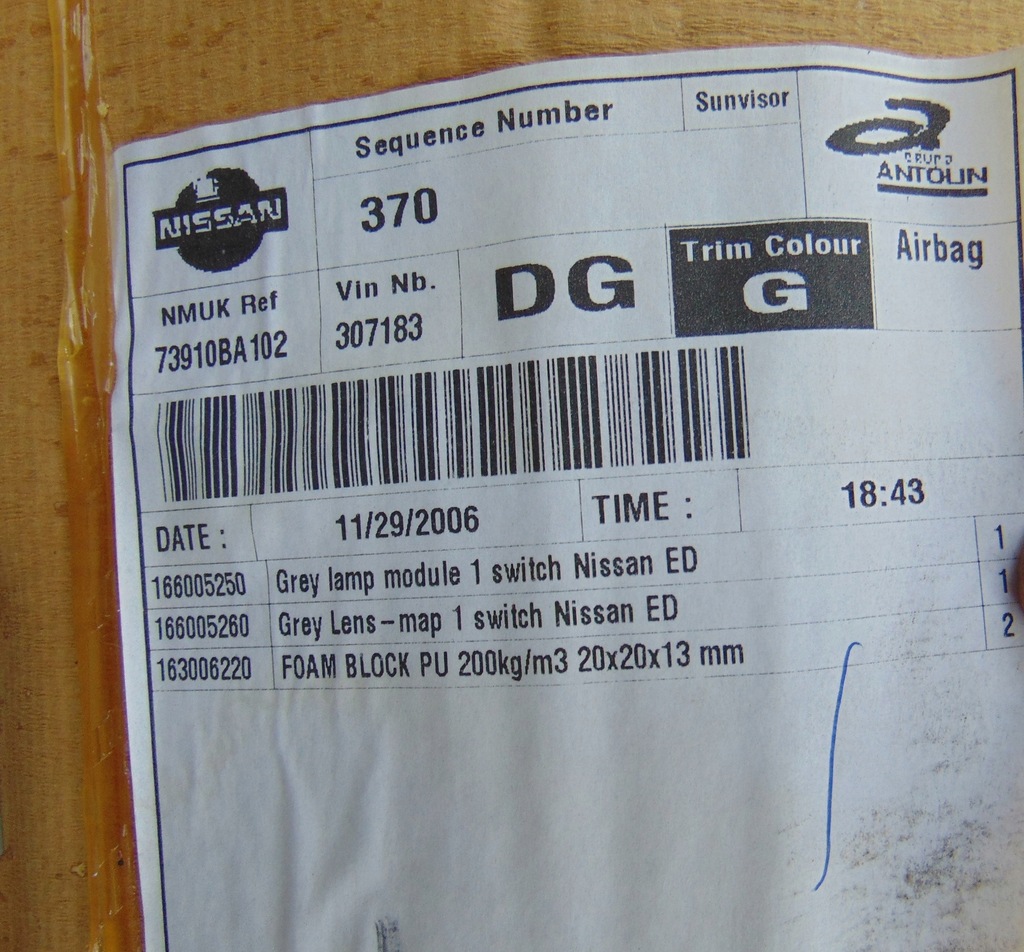 NISSAN
Sequence Number
Sunvisor
GRUPO
ANTOLIN
370
NMUK Ref
73910BA102
Vin Nb.
307183
DG
Trim Colour
G
Airbag
DATE : 11/29/2006 TIME : 18:43
166005250 Grey lamp module 1 switch Nissan ED 1
166005260 Grey Lens-map 1 switch Nissan ED 1
163006220 FOAM BLOCK PU 200kg/m3 20x20x13 mm 2